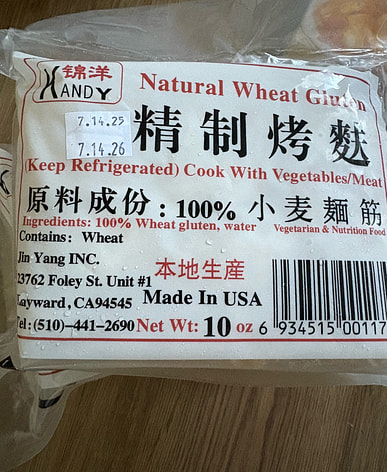 锦洋
HANDY
Natural Wheat Gluten
7.14.25
7.14.26
精制烤麩
(Keep Refrigerated) Cook With Vegetables/Meat
原料成份:100% 小麦麺筋
Ingredients: 100% Wheat gluten, water
Vegetarian & Nutrition Food
Contains: Wheat
Jin Yang INC.
本地生産
23762 Foley St. Unit #1
Hayward, CA94545
Made In USA
Tel:(510)-441-2690
Net Wt: 10 oz
6 934515 00117
ANDY